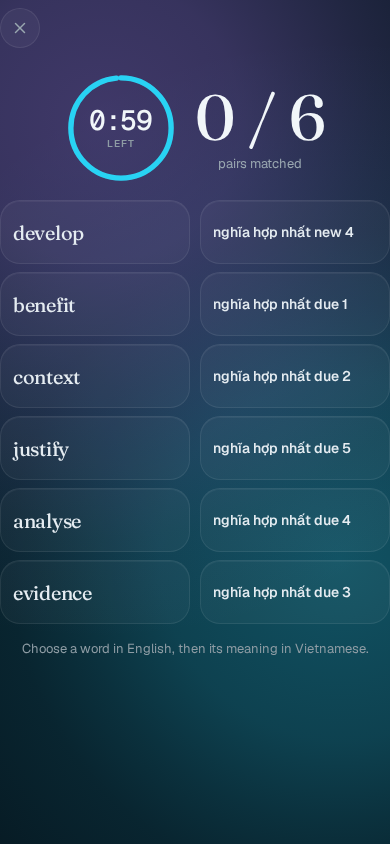 0:59
LEFT
0/6
pairs matched
develop
nghĩa hợp nhất new 4
benefit
nghĩa hợp nhất due 1
context
nghĩa hợp nhất due 2
justify
nghĩa hợp nhất due 5
analyse
nghĩa hợp nhất due 4
evidence
nghĩa hợp nhất due 3
Choose a word in English, then its meaning in Vietnamese.